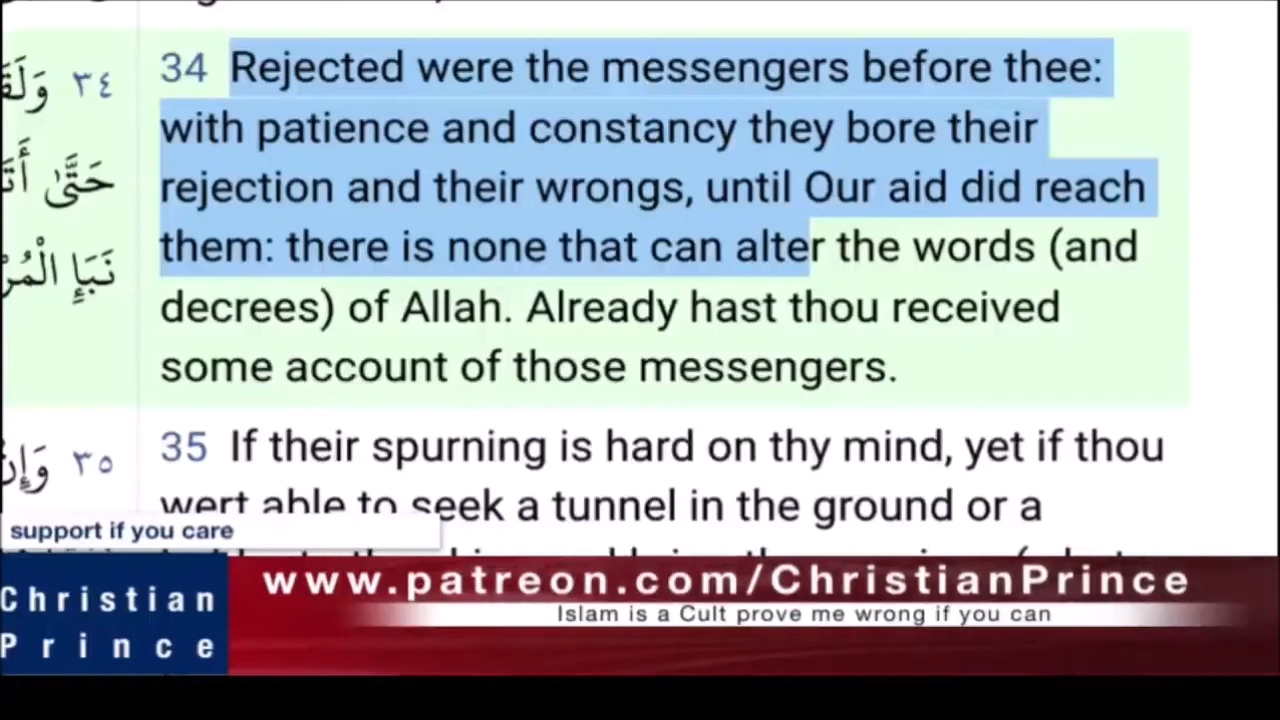 ٣٤ وَلَقَ
حَتَّىٰ أَتَ
نَبَإِ الْمُرْ
34 Rejected were the messengers before thee:
with patience and constancy they bore their
rejection and their wrongs, until Our aid did reach
them: there is none that can alter the words (and
decrees) of Allah. Already hast thou received
some account of those messengers.
٣٥ وَإِن
35 If their spurning is hard on thy mind, yet if thou
wert able to seek a tunnel in the ground or a
support if you care
Christian
Prince
www.patreon.com/ChristianPrince
Islam is a Cult prove me wrong if you can